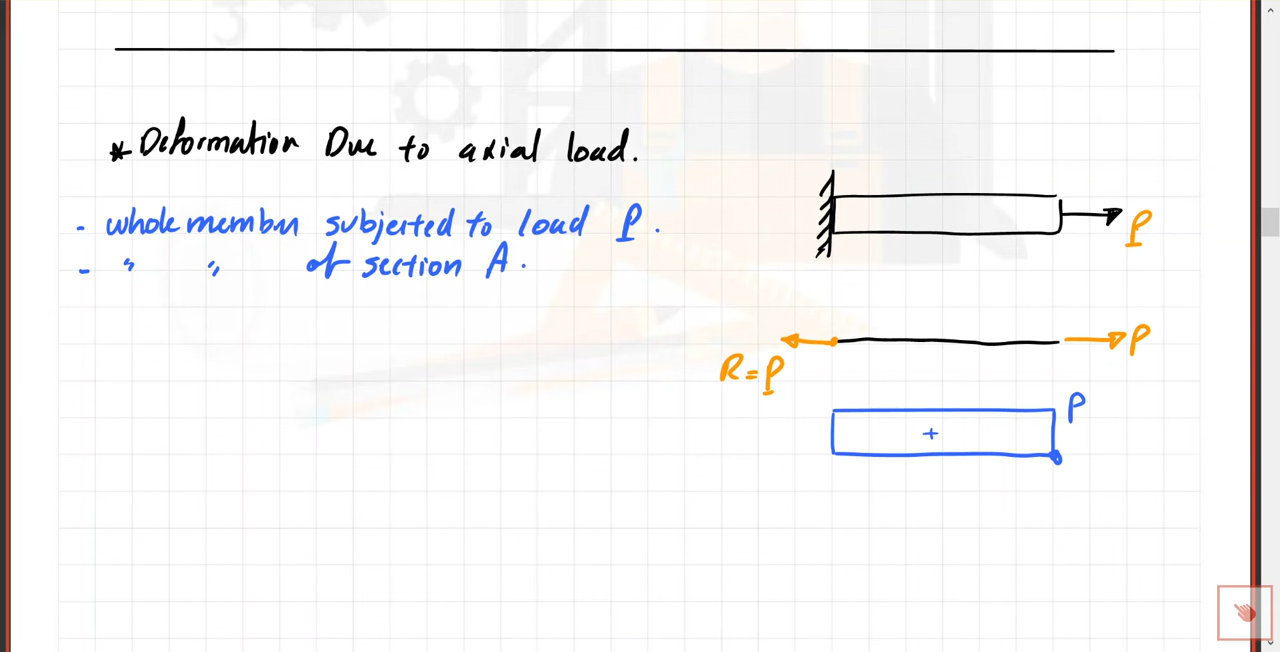 * Deformation Due to axial load.
- whole member subjected to load P.
- " " of section A.
P
P
R = P
P
+